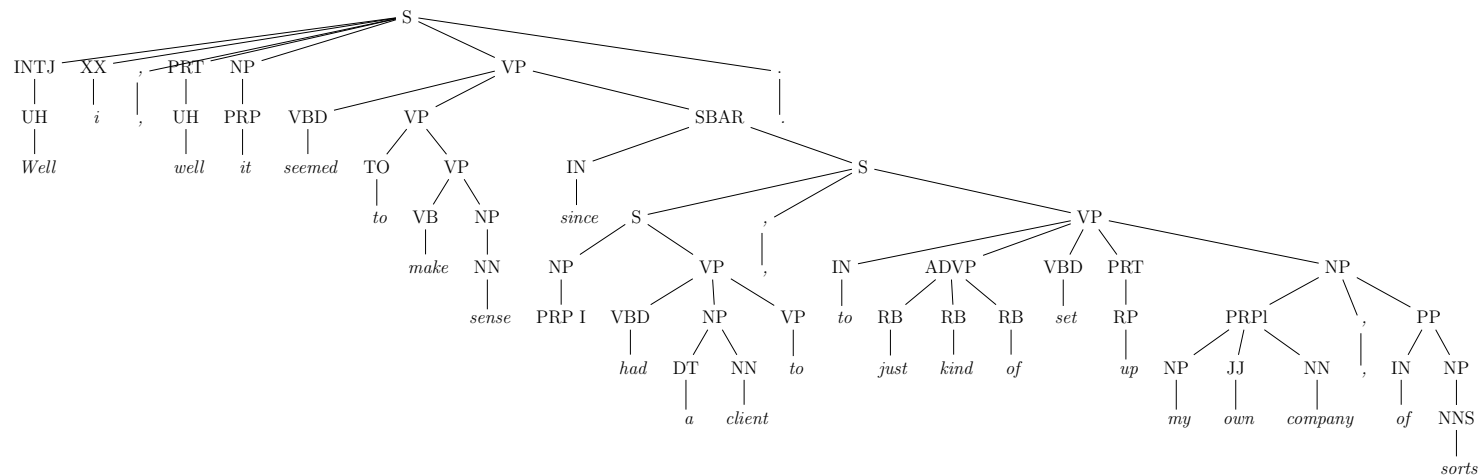 S
INTJ XX , PRT NP VP .
UH i , UH PRP VBD VP SBAR .
Well well it seemed TO VP IN S
to VB NP since S , VP
make NN NP VP , IN ADVP VBD PRT NP
sense PRP I VBD NP VP to RB RB RB set RP PRPl , PP
had DT NN to just kind of up NP JJ NN , IN NP
a client my own company of NNS
sorts